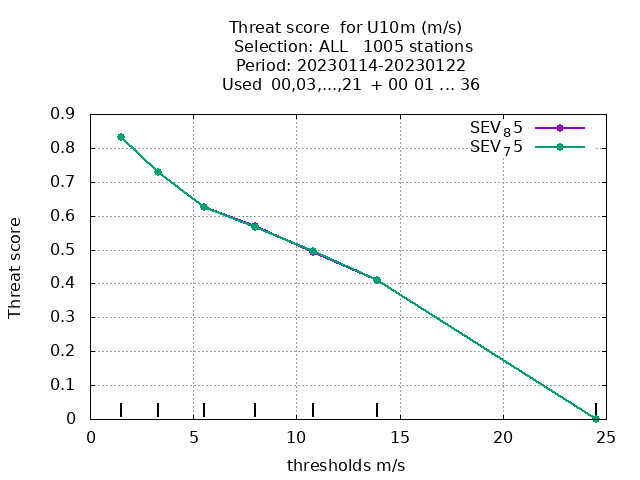 Threat score  for U10m (m/s)
Selection: ALL   1005 stations
Period: 20230114-20230122
Used  00,03,...,21  + 00 01 ... 36
SEV85
SEV75
0.9
0.8
0.7
0.6
0.5
0.4
0.3
0.2
0.1
0
Threat score
0 5 10 15 20 25
thresholds m/s